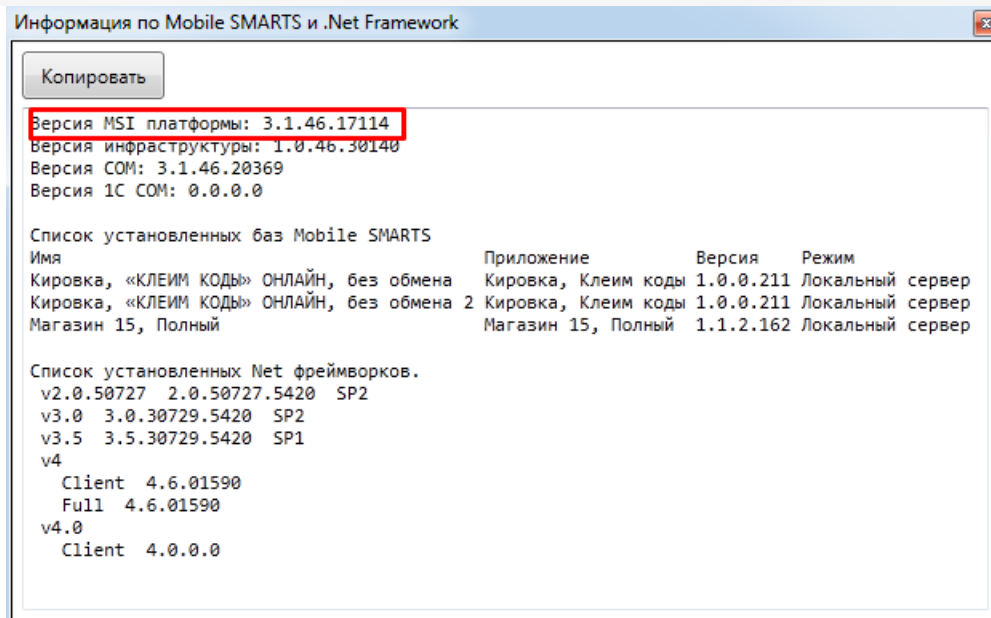 Информация по Mobile SMARTS и .Net Framework
Копировать
Версия MSI платформы: 3.1.46.17114
Версия инфраструктуры: 1.0.46.30140
Версия COM: 3.1.46.20369
Версия 1C COM: 0.0.0.0
Список установленных баз Mobile SMARTS
Имя Приложение Версия Режим
Кировка, «КЛЕИМ КОДЫ» ОНЛАЙН, без обмена Кировка, Клеим коды 1.0.0.211 Локальный сервер
Кировка, «КЛЕИМ КОДЫ» ОНЛАЙН, без обмена 2 Кировка, Клеим коды 1.0.0.211 Локальный сервер
Магазин 15, Полный Магазин 15, Полный 1.1.2.162 Локальный сервер
Список установленных Net фреймворков.
v2.0.50727 2.0.50727.5420 SP2
v3.0 3.0.30729.5420 SP2
v3.5 3.5.30729.5420 SP1
v4
Client 4.6.01590
Full 4.6.01590
v4.0
Client 4.0.0.0